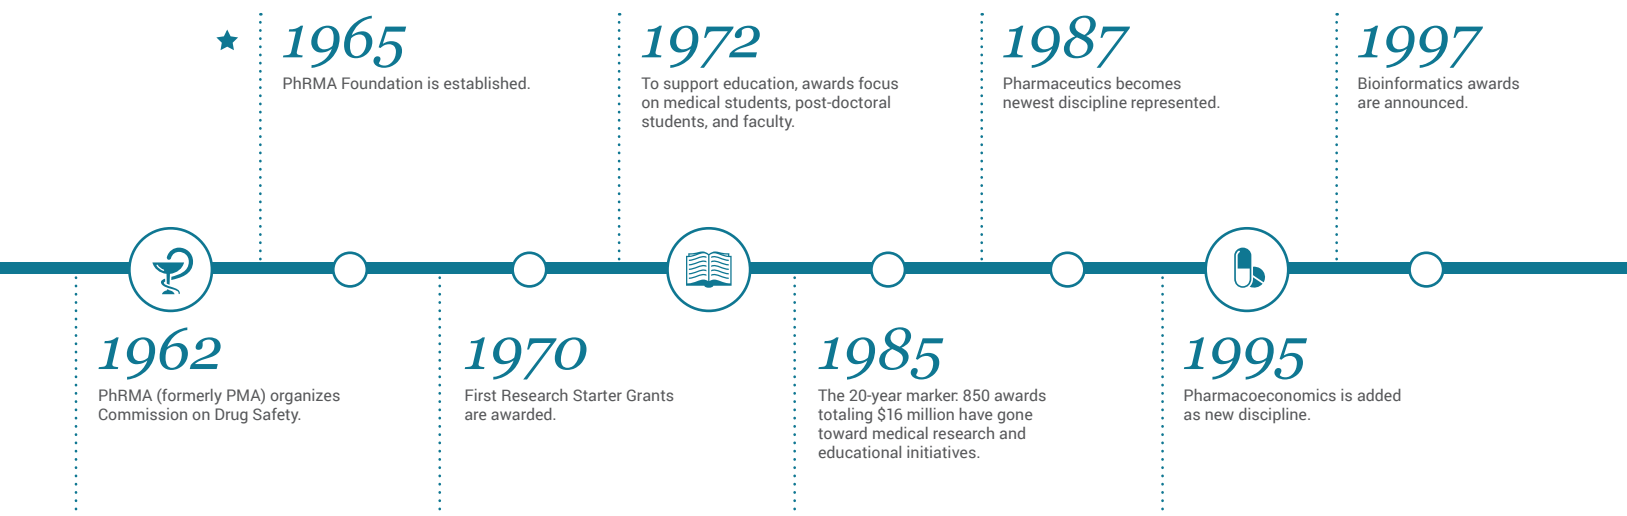 1965
PhRMA Foundation is established.
1972
To support education, awards focus
on medical students, post-doctoral
students, and faculty.
1987
Pharmaceutics becomes
newest discipline represented.
1997
Bioinformatics awards
are announced.
1962
PhRMA (formerly PMA) organizes
Commission on Drug Safety.
1970
First Research Starter Grants
are awarded.
1985
The 20-year marker: 850 awards
totaling $16 million have gone
toward medical research and
educational initiatives.
1995
Pharmacoeconomics is added
as new discipline.